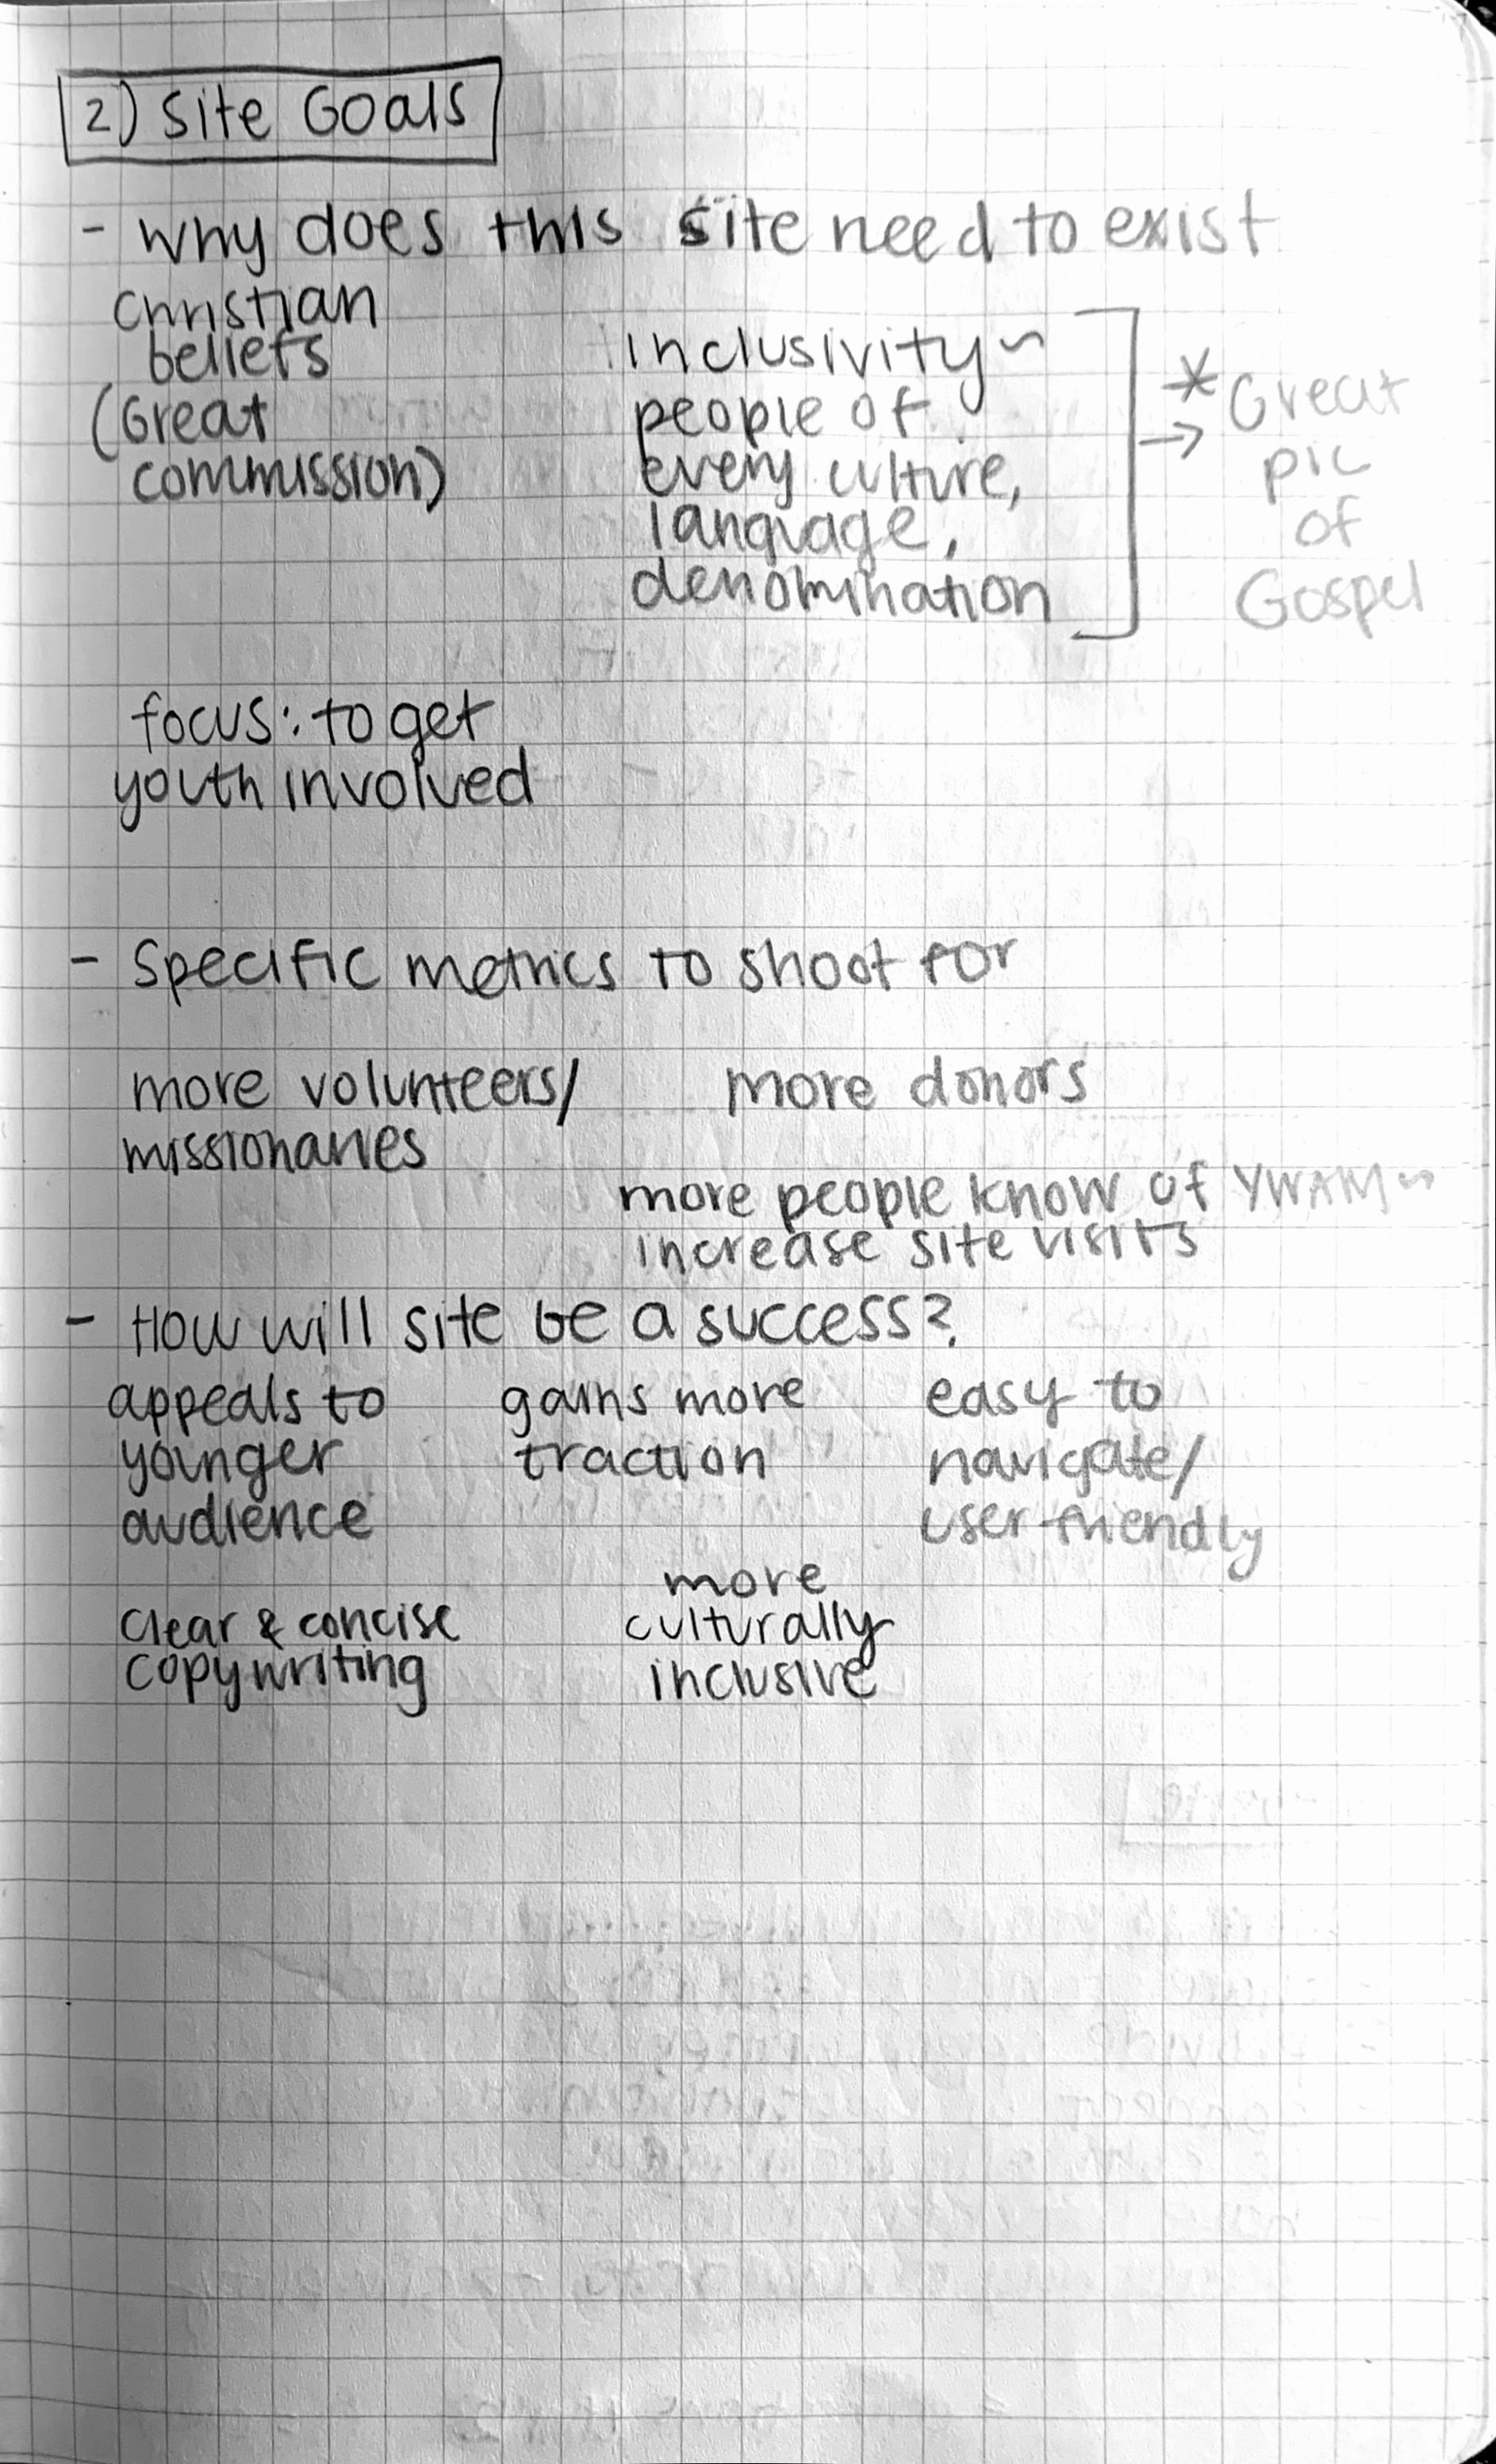 2) Site Goals
- Why does this site need to exist
Christian
beliefs
(Great
commission)
inclusivity ~
people of
every culture,
language,
denomination
* Great
→ pic
of
Gospel
focus: to get
youth involved
- Specific metrics to shoot for
more volunteers/
missionaries
more donors
more people know of YWAM ~
increase site visits
- How will site be a success?
appeals to
younger
audience
gains more
traction
easy to
navigate/
user friendly
clear & concise
copywriting
more
culturally
inclusive